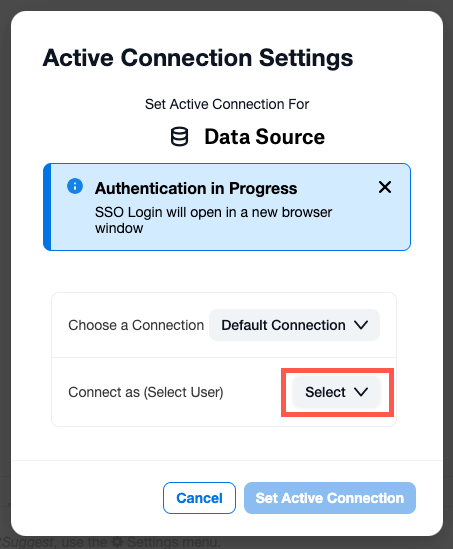 Active Connection Settings
Set Active Connection For
Data Source
Authentication in Progress
SSO Login will open in a new browser
window
Choose a Connection Default Connection
Connect as (Select User) Select
Cancel Set Active Connection
Suggest, use the Settings menu.